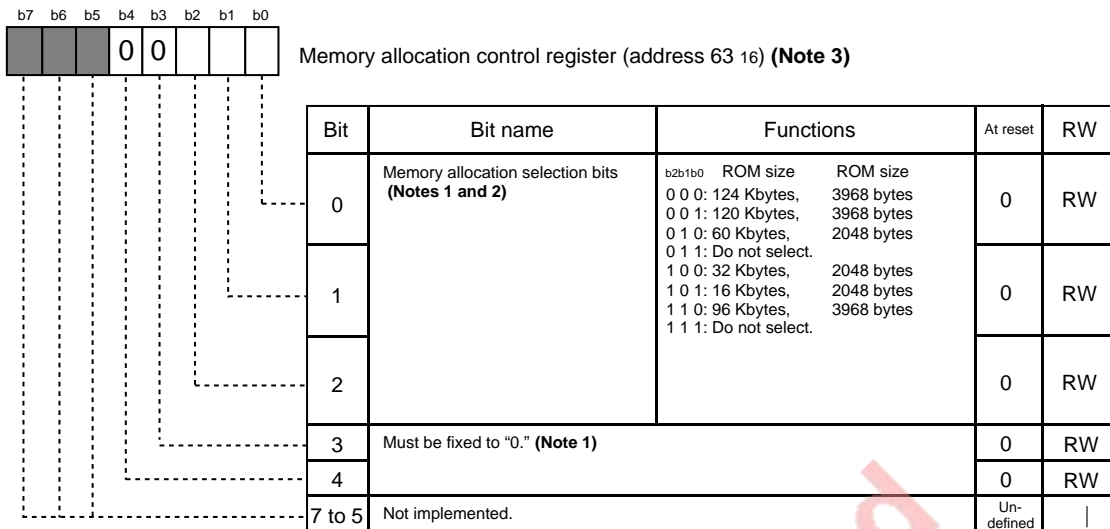 b7 b6 b5 b4 b3 b2 b1 b0
0 0
Memory allocation control register (address 63 16) (Note 3)
Bit Bit name Functions At reset RW
0 Memory allocation selection bits
(Notes 1 and 2)
b2b1b0 ROM size ROM size
0 0 0: 124 Kbytes, 3968 bytes
0 0 1: 120 Kbytes, 3968 bytes
0 1 0: 60 Kbytes, 2048 bytes
0 1 1: Do not select.
1 0 0: 32 Kbytes, 2048 bytes
1 0 1: 16 Kbytes, 2048 bytes
1 1 0: 96 Kbytes, 3968 bytes
1 1 1: Do not select.
0 RW
1 0 RW
2 0 RW
3 Must be fixed to “0.” (Note 1) 0 RW
4 0 RW
7 to 5 Not implemented. Un-
defined |